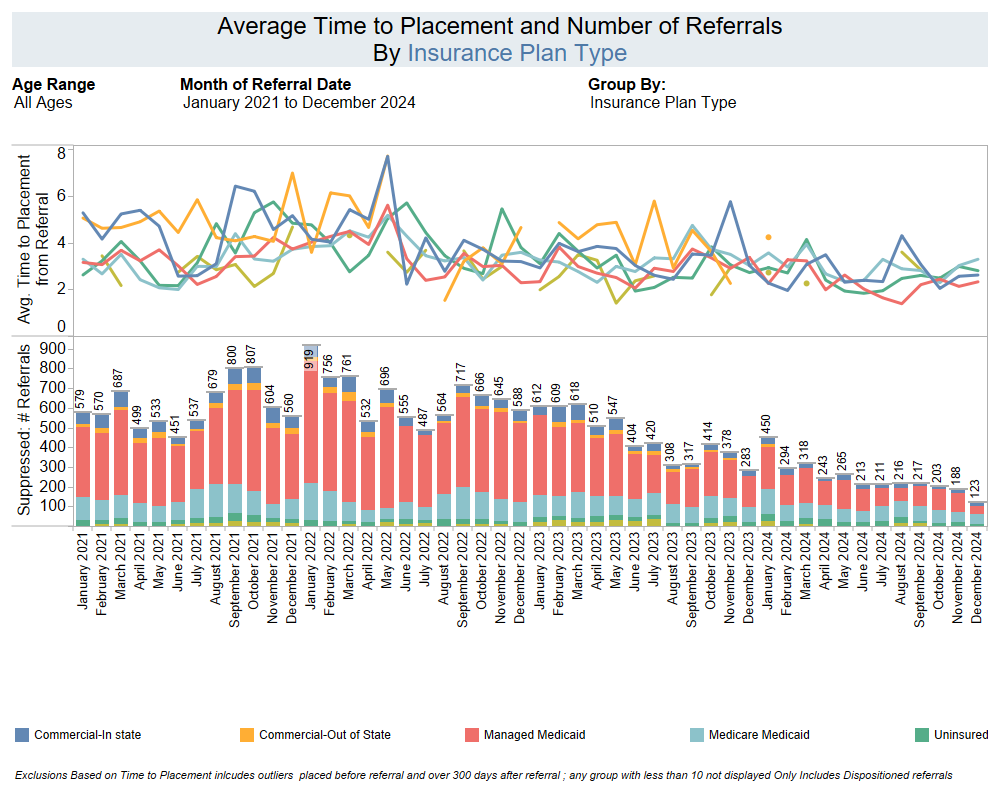 Average Time to Placement and Number of Referrals
By Insurance Plan Type
Age Range
All Ages
Month of Referral Date
January 2021 to December 2024
Group By:
Insurance Plan Type
Avg. Time to Placement
from Referral
8
6
4
2
0
Suppressed: # Referrals
900
800
700
600
500
400
300
200
100
579
570
687
499
533
451
537
679
800
807
604
560
919
756
761
532
696
555
487
564
717
666
645
588
612
609
618
510
547
404
420
308
317
414
378
283
450
294
318
243
265
213
211
216
217
203
188
123
January 2021
February 2021
March 2021
April 2021
May 2021
June 2021
July 2021
August 2021
September 2021
October 2021
November 2021
December 2021
January 2022
February 2022
March 2022
April 2022
May 2022
June 2022
July 2022
August 2022
September 2022
October 2022
November 2022
December 2022
January 2023
February 2023
March 2023
April 2023
May 2023
June 2023
July 2023
August 2023
September 2023
October 2023
November 2023
December 2023
January 2024
February 2024
March 2024
April 2024
May 2024
June 2024
July 2024
August 2024
September 2024
October 2024
November 2024
December 2024
Commercial-In state
Commercial-Out of State
Managed Medicaid
Medicare Medicaid
Uninsured
Exclusions Based on Time to Placement inlcudes outliers placed before referral and over 300 days after referral ; any group with less than 10 not displayed Only Includes Dispositioned referrals